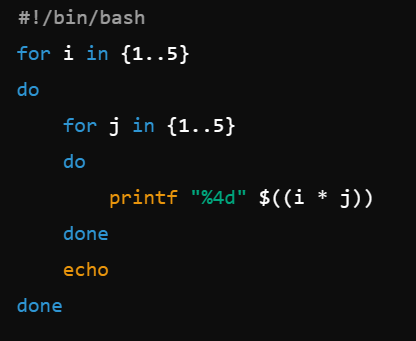 #!/bin/bash
for i in {1..5}
do
    for j in {1..5}
    do
        printf "%4d" $((i * j))
    done
    echo
done